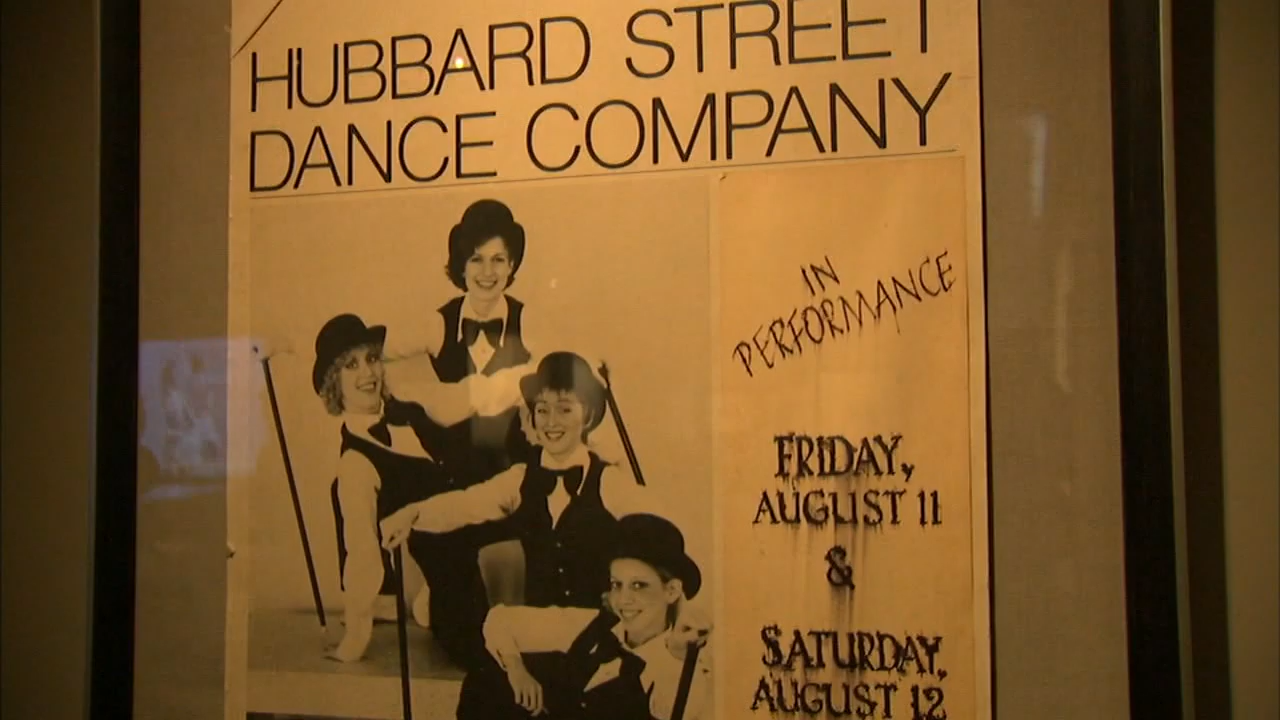 HUBBARD STREET
DANCE COMPANY
IN
PERFORMANCE
FRIDAY,
AUGUST 11
&
SATURDAY,
AUGUST 12